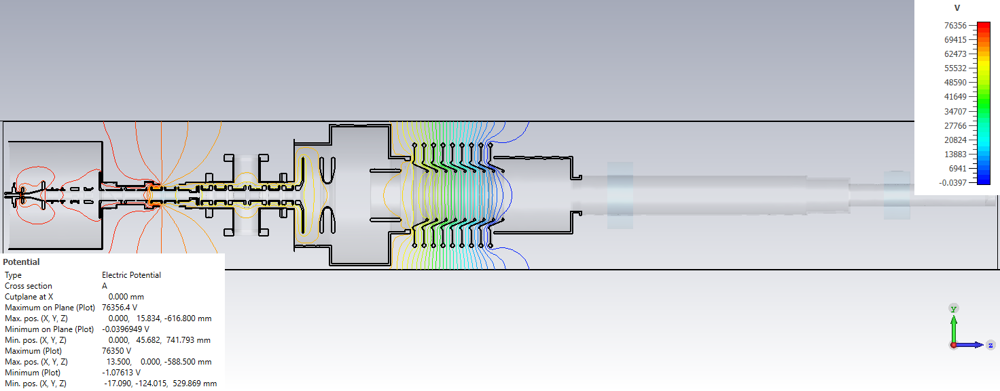 V
76356
69415
62473
55532
48590
41649
34707
27766
20824
13883
6941
-0.0397
Potential
Type Electric Potential
Cross section A
Cutplane at X 0.000 mm
Maximum on Plane (Plot) 76356.4 V
Max. pos. (X, Y, Z) 0.000, 15.834, -616.800 mm
Minimum on Plane (Plot) -0.0396949 V
Min. pos. (X, Y, Z) 0.000, 45.682, 741.793 mm
Maximum (Plot) 76350 V
Max. pos. (X, Y, Z) 13.500, 0.000, -588.500 mm
Minimum (Plot) -1.07613 V
Min. pos. (X, Y, Z) -17.090, -124.015, 529.869 mm
y
z